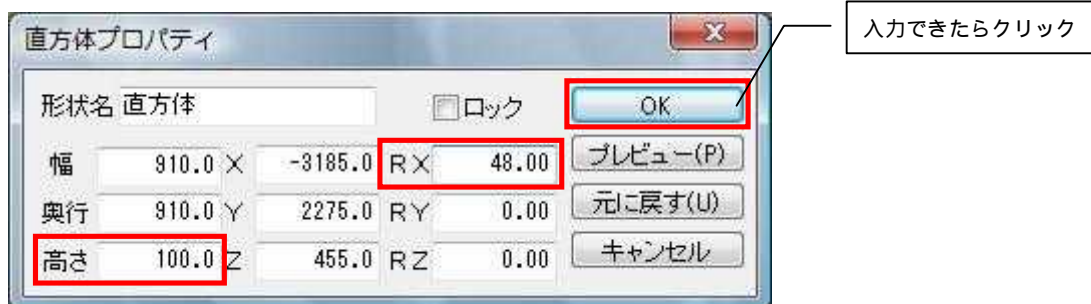 直方体プロパティ
入力できたらクリック
形状名 直方体 ロック OK
幅 910.0 X -3185.0 RX 48.00 プレビュー(P)
奥行 910.0 Y 2275.0 RY 0.00 元に戻す(U)
高さ 100.0 Z 455.0 RZ 0.00 キャンセル